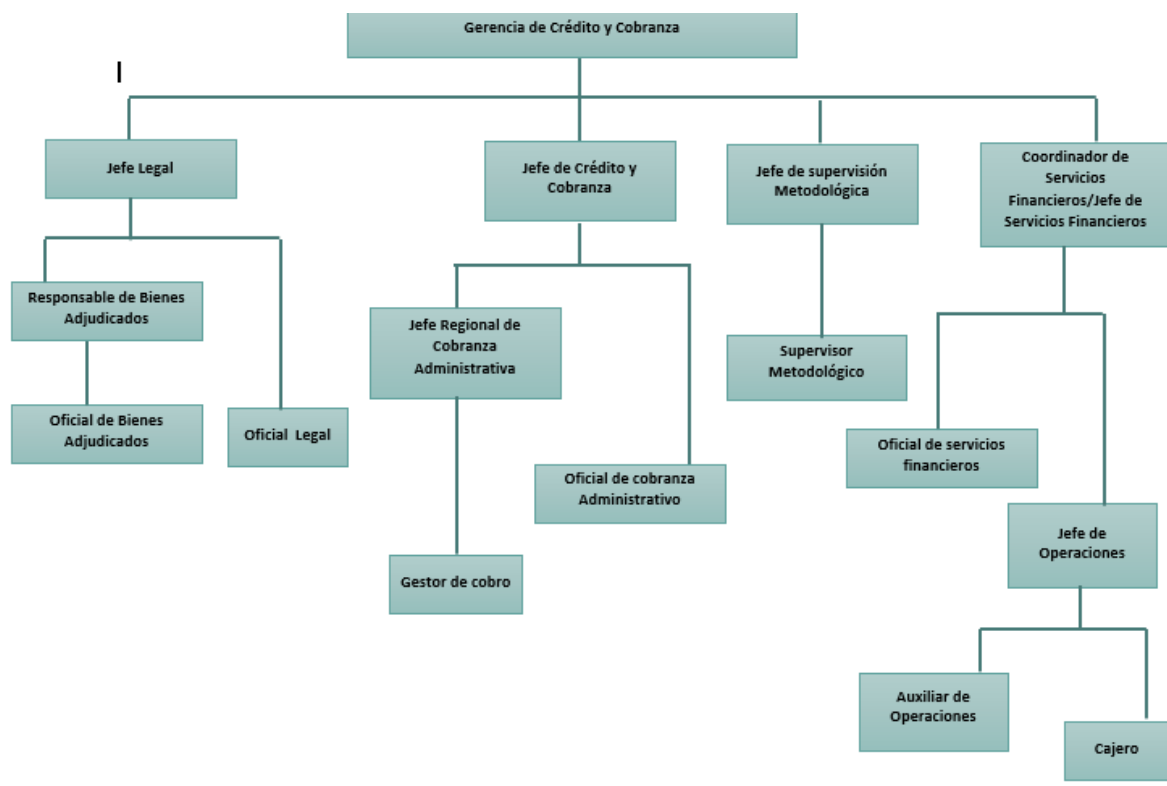 Gerencia de Crédito y Cobranza
Jefe Legal
Jefe de Crédito y
Cobranza
Jefe de supervisión
Metodológica
Coordinador de
Servicios
Financieros/Jefe de
Servicios Financieros
Responsable de Bienes
Adjudicados
Jefe Regional de
Cobranza
Administrativa
Supervisor
Metodológico
Oficial de Bienes
Adjudicados
Oficial Legal
Oficial de servicios
financieros
Oficial de cobranza
Administrativo
Jefe de
Operaciones
Gestor de cobro
Auxiliar de
Operaciones
Cajero